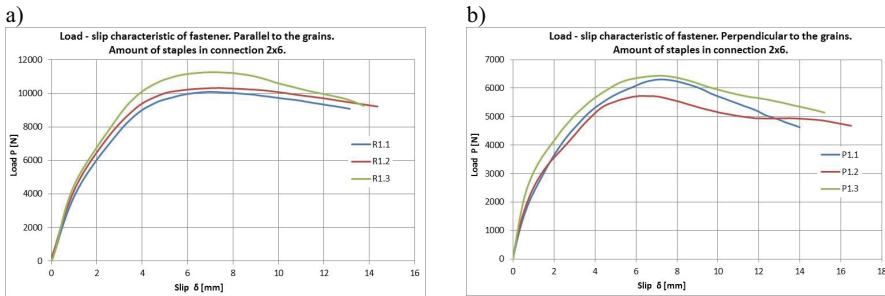 a)
Load - slip characteristic of fastener. Parallel to the grains.
Amount of staples in connection 2x6.
12000
10000
8000
6000
4000
2000
0
Load P [N]
R1.1
R1.2
R1.3
0 2 4 6 8 10 12 14 16
Slip δ [mm]
b)
Load - slip characteristic of fastener. Perpendicular to the grains.
Amount of staples in connection 2x6.
7000
6000
5000
4000
3000
2000
1000
0
Load P [N]
P1.1
P1.2
P1.3
0 2 4 6 8 10 12 14 16 18
Slip δ [mm]